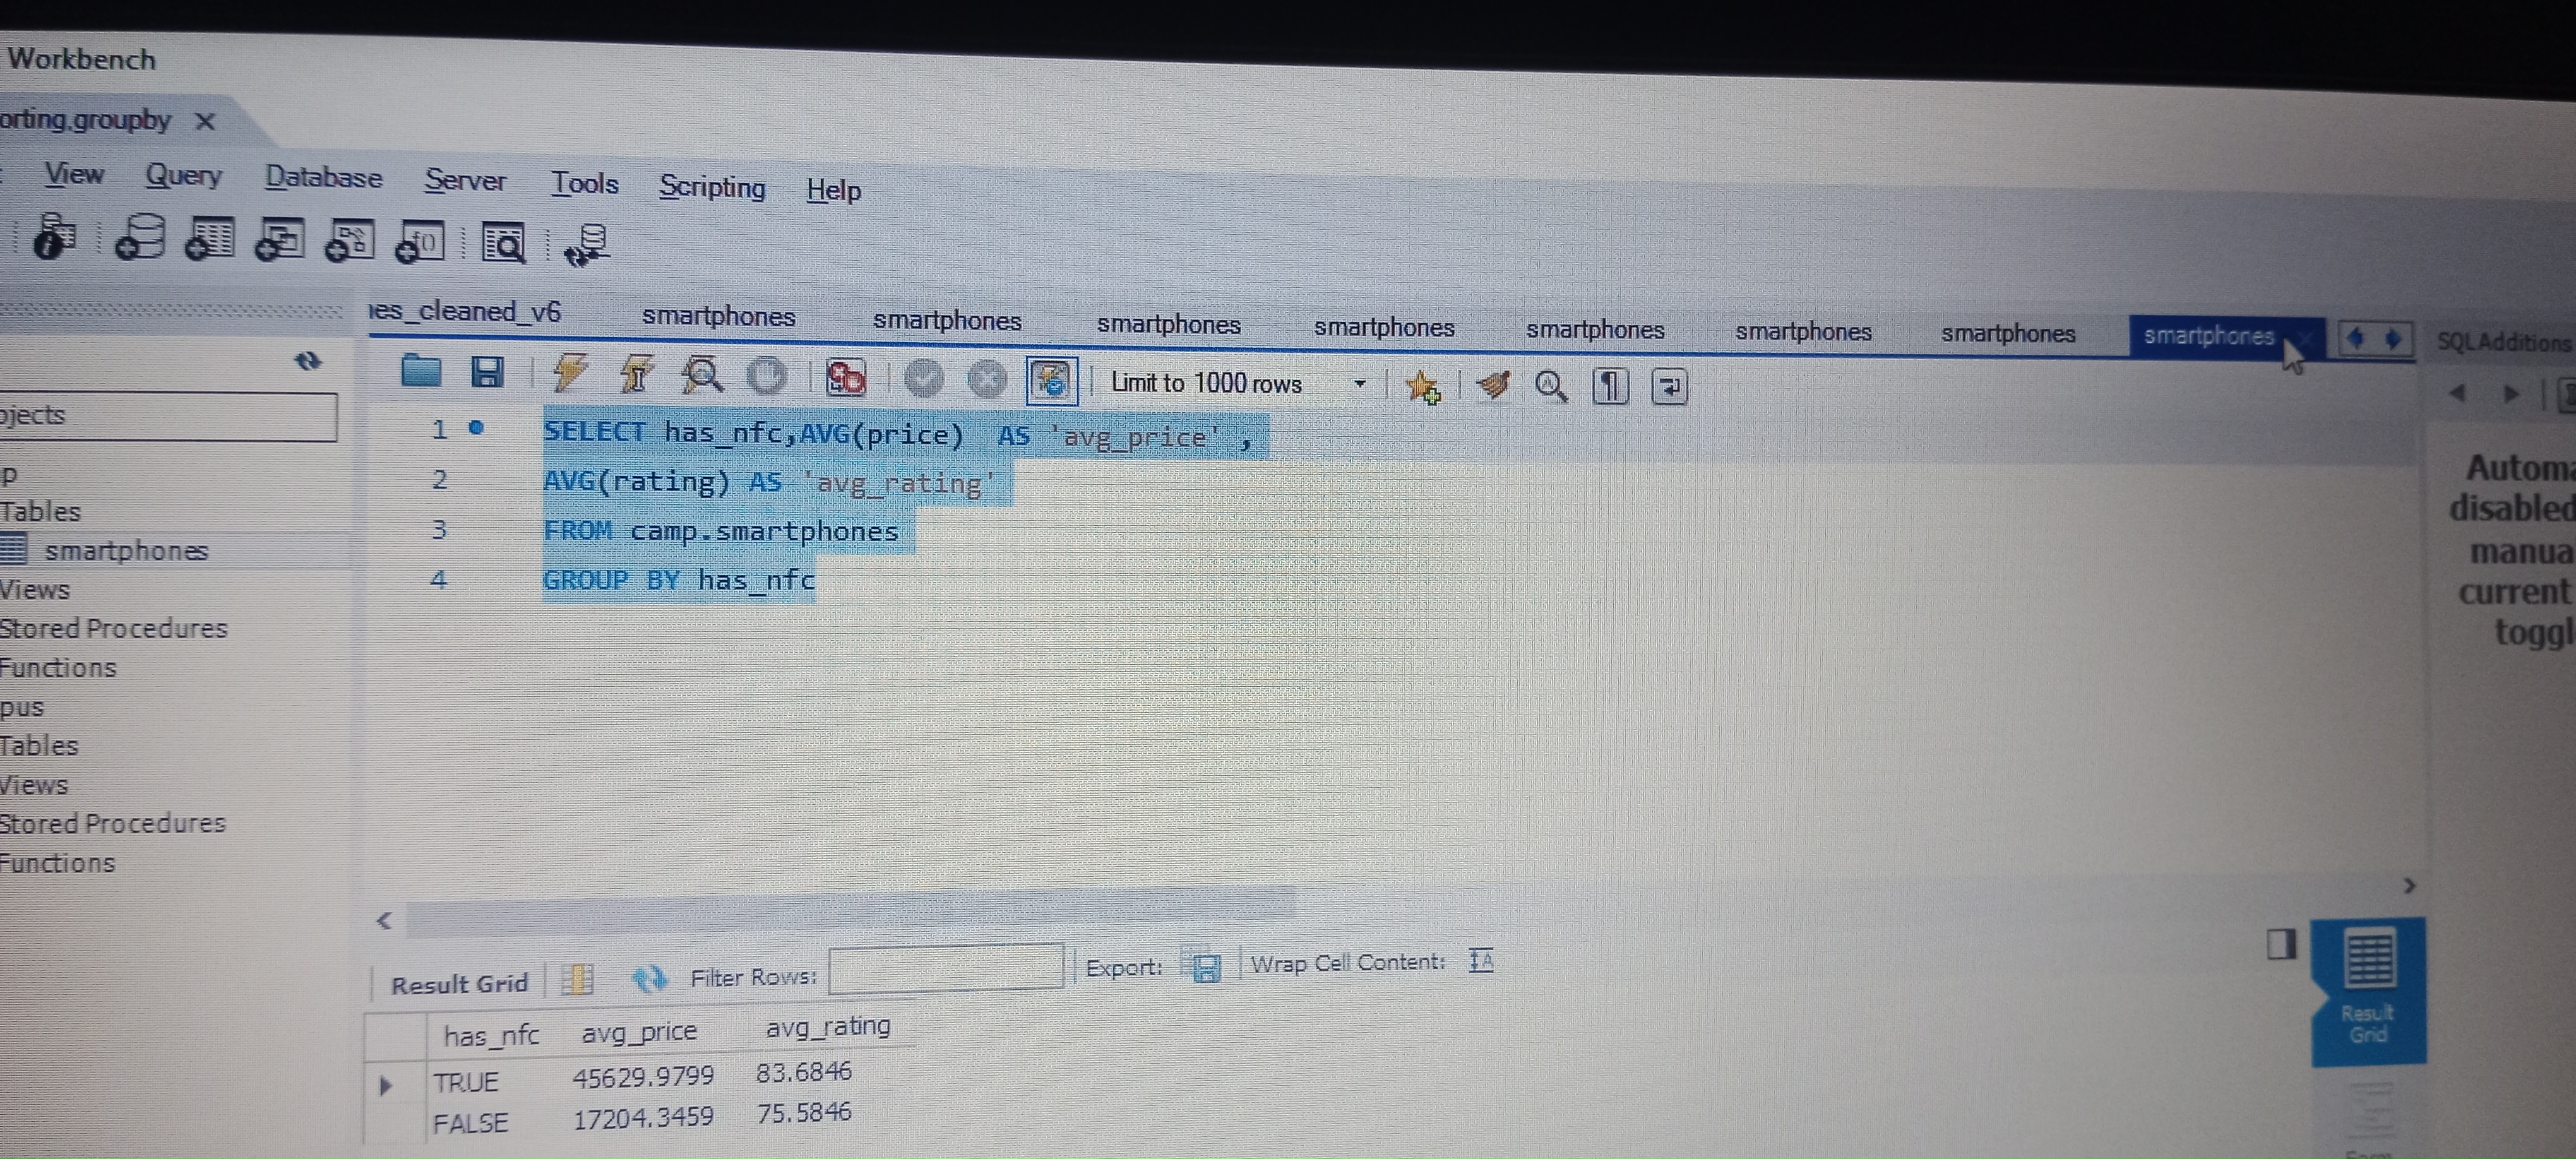 Workbench
orting,groupby X
View Query Database Server Tools Scripting Help
es_cleaned_v6 smartphones smartphones smartphones smartphones smartphones smartphones smartphones smartphones SQLAdditions
Limit to 1000 rows
ojects
1 SELECT has_nfc,AVG(price)  AS 'avg_price' ,
2 AVG(rating) AS 'avg_rating'
3 FROM camp.smartphones
4 GROUP BY has_nfc
p
Tables
smartphones
Views
Stored Procedures
Functions
pus
Tables
Views
Stored Procedures
Functions
Automa
disabled
manua
current
toggl
Result Grid Filter Rows: Export: Wrap Cell Content:
has_nfc avg_price avg_rating
TRUE 45629.9799 83.6846
FALSE 17204.3459 75.5846
Result
Grid